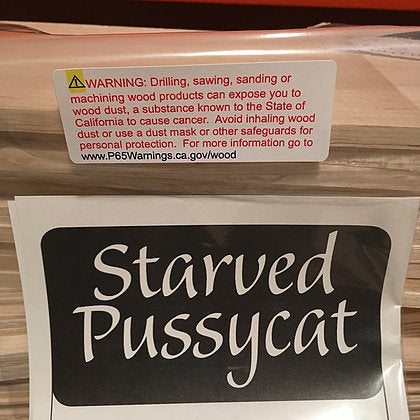 ⚠WARNING: Drilling, sawing, sanding or
machining wood products can expose you to
wood dust, a substance known to the State of
California to cause cancer.  Avoid inhaling wood
dust or use a dust mask or other safeguards for
personal protection.  For more information go to
www.P65Warnings.ca.gov/wood
Starved
Pussycat